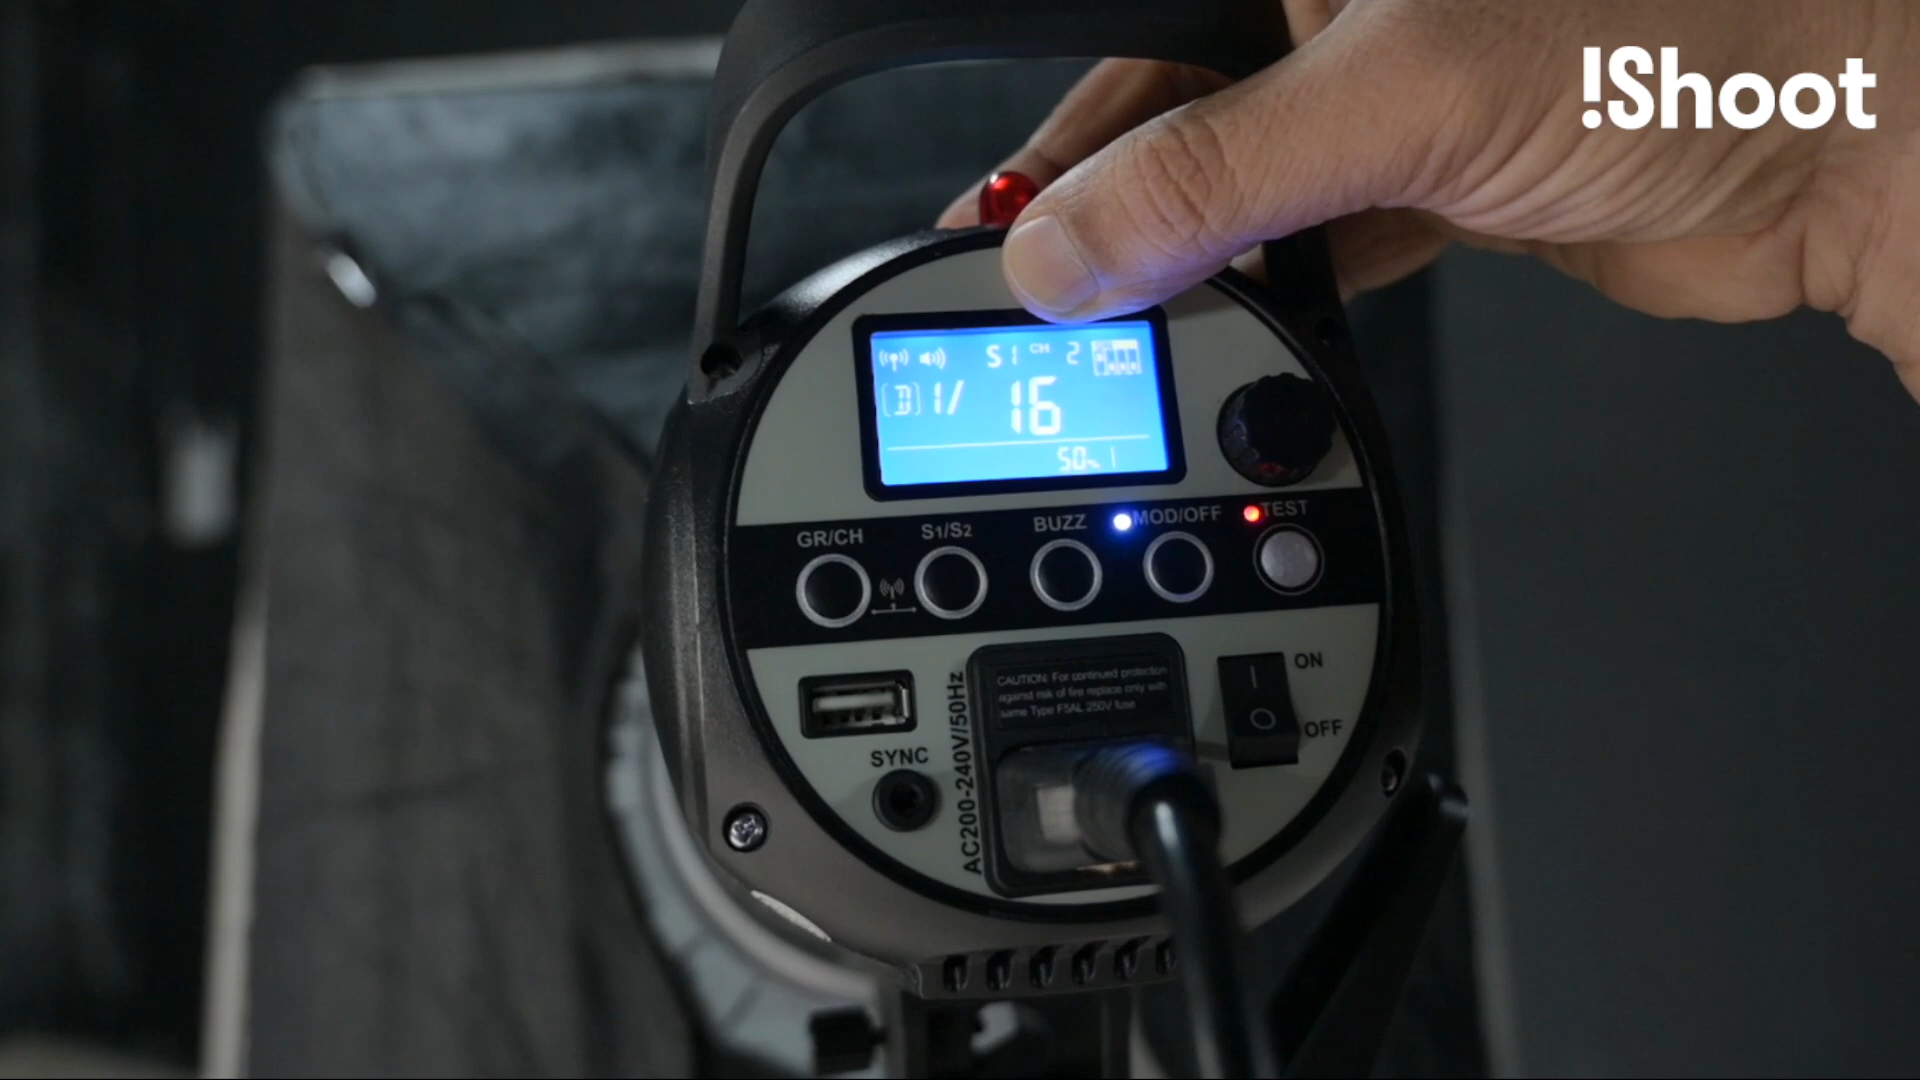 !Shoot
S1 CH 2
[D] 1/ 16
50%
GR/CH
S1/S2
BUZZ
MOD/OFF
TEST
ON
OFF
CAUTION: For continued protection
against risk of fire replace only with
same Type F5AL 250V fuse
SYNC
AC200-240V/50Hz